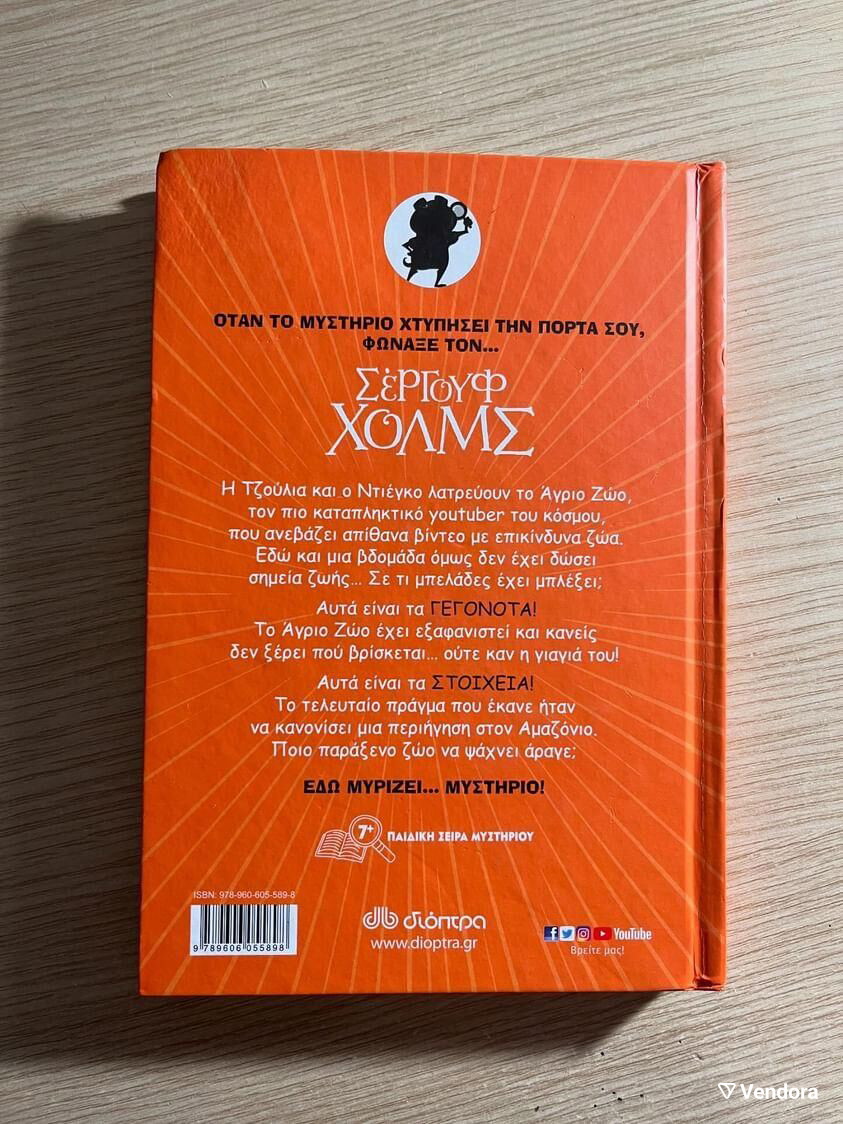 ΟΤΑΝ ΤΟ ΜΥΣΤΗΡΙΟ ΧΤΥΠΗΣΕΙ ΤΗΝ ΠΟΡΤΑ ΣΟΥ,
ΦΩΝΑΞΕ ΤΟΝ...
ΣΕΡΓΟΥΦ
ΧΟΛΜΣ
Η Τζούλια και ο Ντιέγκο λατρεύουν το Άγριο Ζώο,
τον πιο καταπληκτικό youtuber του κόσμου,
που ανεβάζει απίθανα βίντεο με επικίνδυνα ζώα.
Εδώ και μια βδομάδα όμως δεν έχει δώσει
σημεία ζωής... Σε τι μπελάδες έχει μπλέξει;
Αυτά είναι τα ΓΕΓΟΝΟΤΑ!
Το Άγριο Ζώο έχει εξαφανιστεί και κανείς
δεν ξέρει πού βρίσκεται... ούτε καν η γιαγιά του!
Αυτά είναι τα ΣΤΟΙΧΕΙΑ!
Το τελευταίο πράγμα που έκανε ήταν
να κανονίσει μια περιήγηση στον Αμαζόνιο.
Ποιο παράξενο ζώο να ψάχνει άραγε;
ΕΔΩ ΜΥΡΙΖΕΙ... ΜΥΣΤΗΡΙΟ!
7+ ΠΑΙΔΙΚΗ ΣΕΙΡΑ ΜΥΣΤΗΡΙΟΥ
ISBN: 978-960-605-589-8
9 789606 055898
διόπτρα
www.dioptra.gr
YouTube
Βρείτε μας!
Vendora